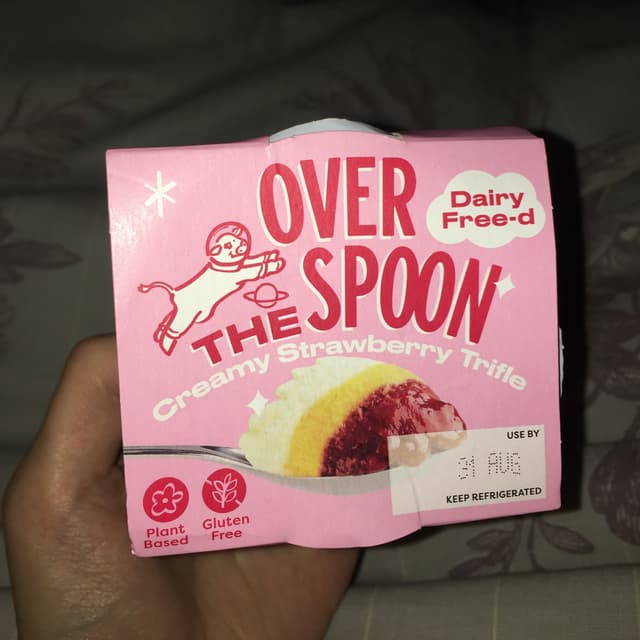 OVER
THE SPOON
Dairy
Free-d
Creamy Strawberry Trifle
USE BY
31 AUG
KEEP REFRIGERATED
Plant
Based
Gluten
Free